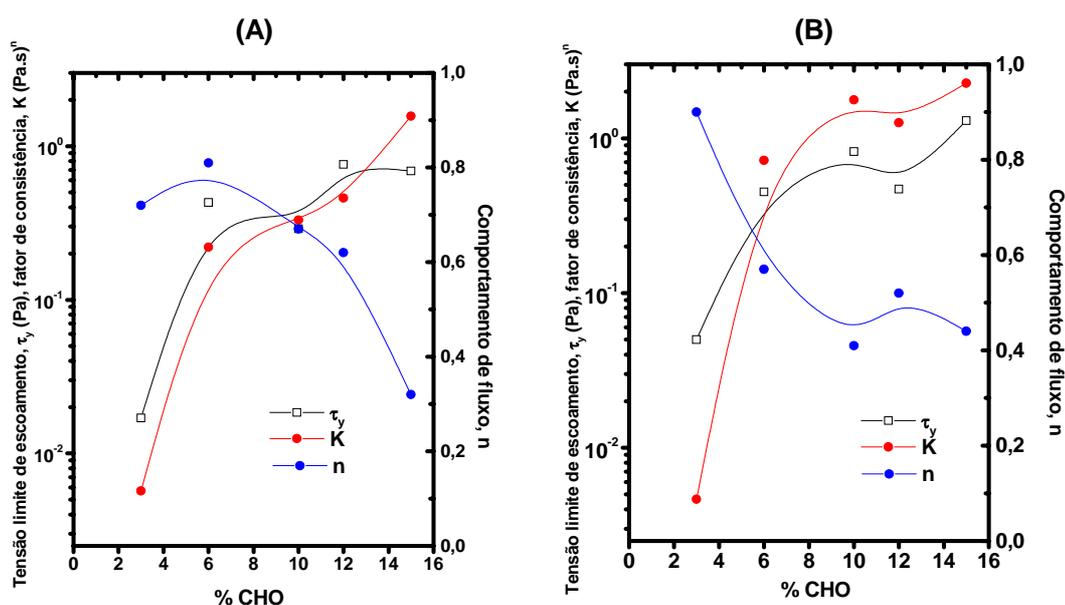 (A)
Tensão limite de escoamento, τy (Pa), fator de consistência, K (Pa.s)n
10^0
10^-1
10^-2
1,0
0,8
0,6
0,4
0,2
0,0
Comportamento de fluxo, n
τy
K
n
0 2 4 6 8 10 12 14 16
% CHO
(B)
Tensão limite de escoamento, τy (Pa), fator de consistência, K (Pa.s)n
10^0
10^-1
10^-2
1,0
0,8
0,6
0,4
0,2
0,0
Comportamento de fluxo, n
τy
K
n
0 2 4 6 8 10 12 14 16
% CHO